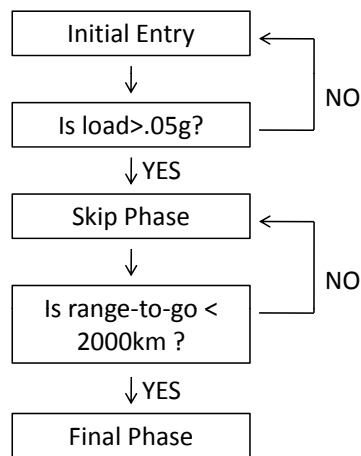 Initial Entry
NO
Is load>.05g?
YES
Skip Phase
NO
Is range-to-go <
2000km ?
YES
Final Phase